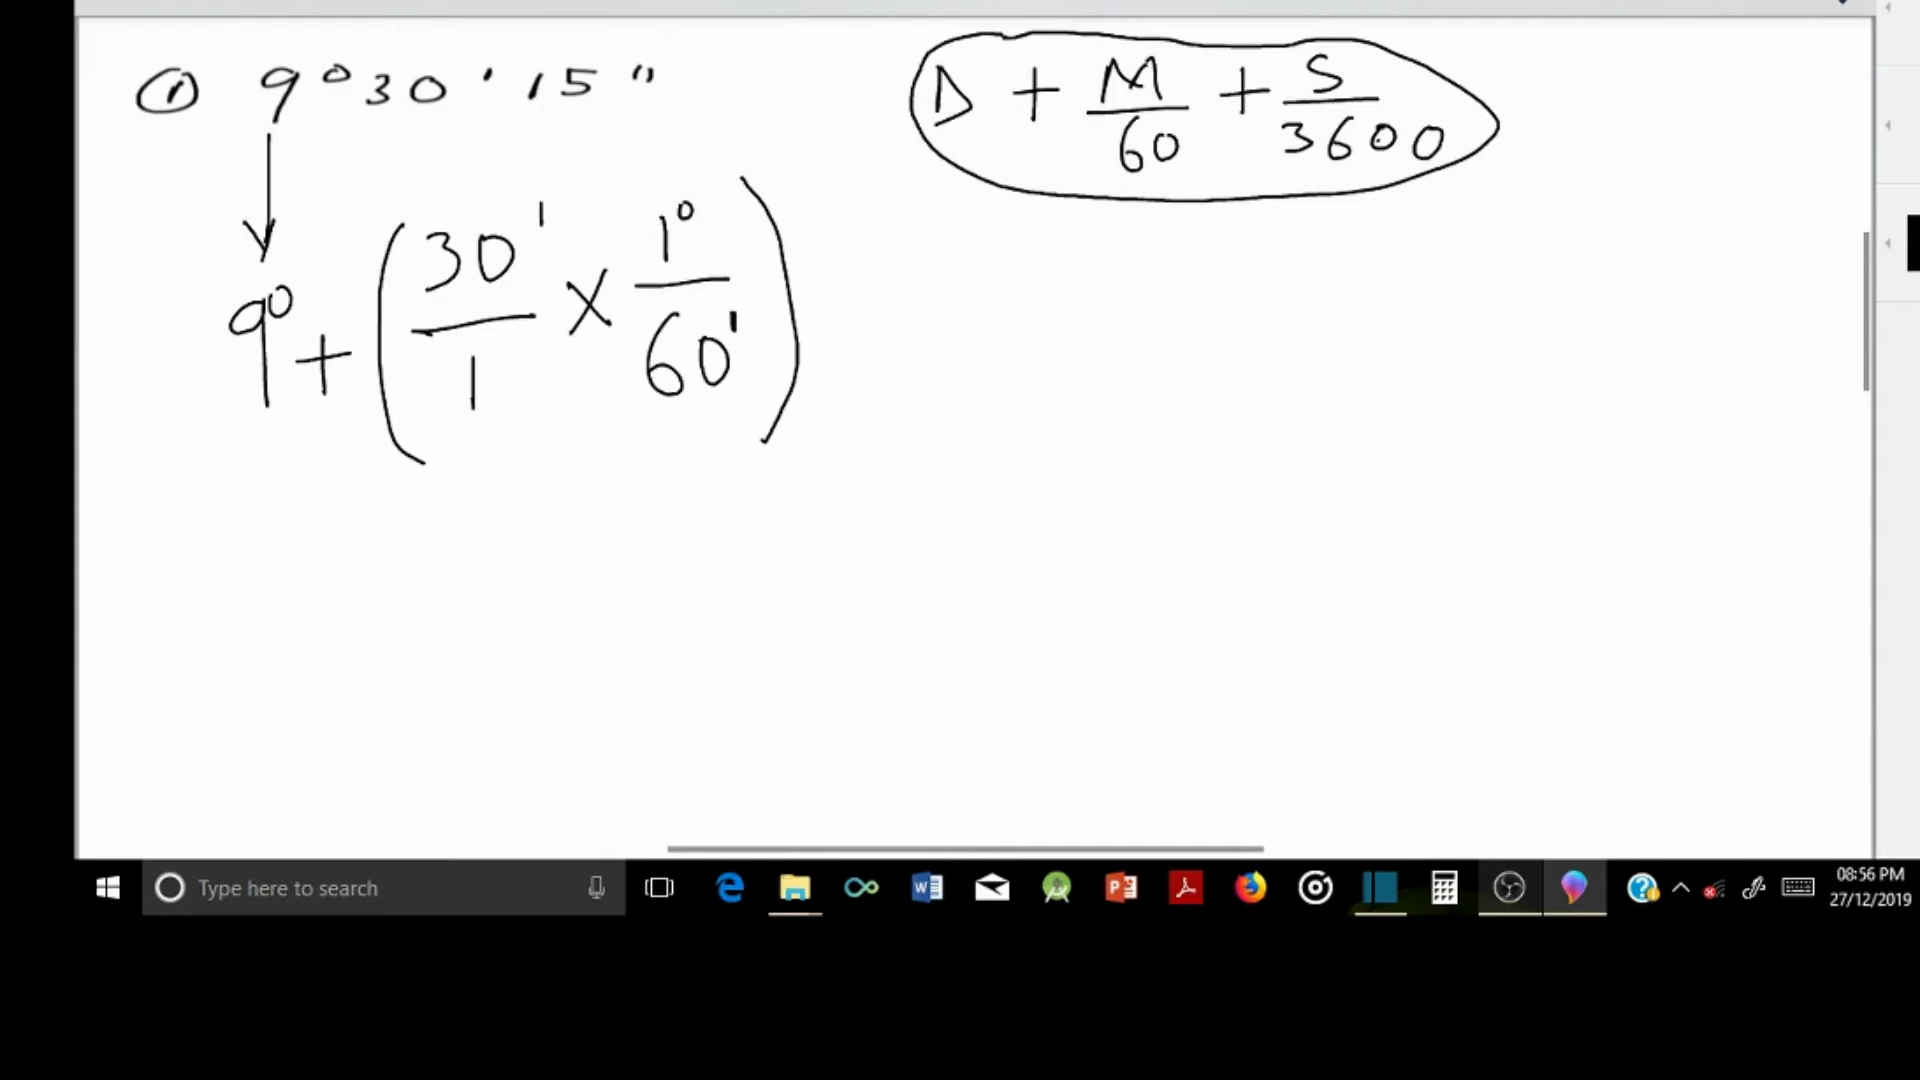 ① 9°30'15"
D + M/60 + S/3600
9° + (30'/1 × 1°/60')
Type here to search
08:56 PM
27/12/2019